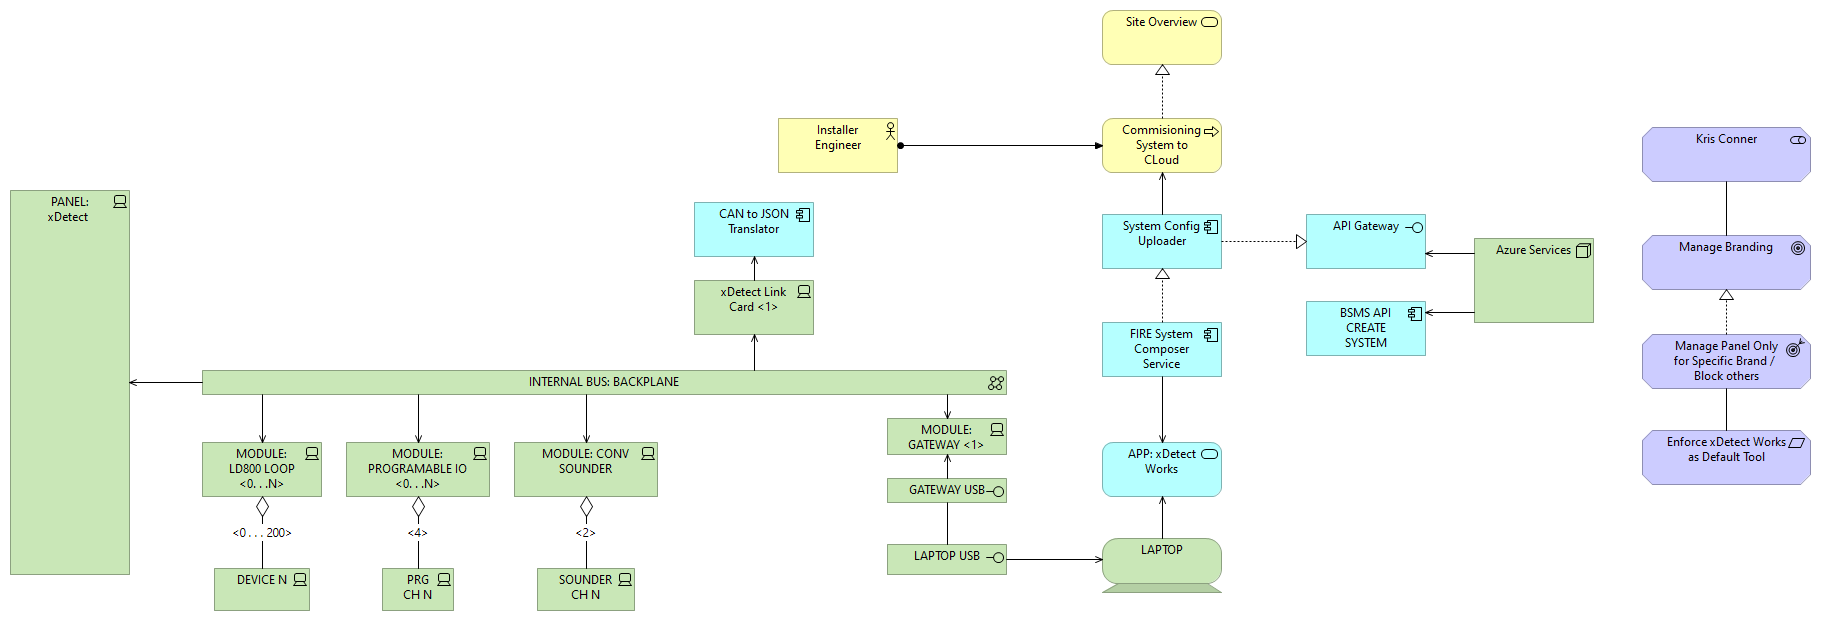 Site Overview
Installer
Engineer
Commisioning
System to
CLoud
Kris Conner
PANEL:
xDetect
CAN to JSON
Translator
System Config
Uploader
API Gateway
Azure Services
Manage Branding
xDetect Link
Card <1>
BSMS API
CREATE
SYSTEM
FIRE System
Composer
Service
Manage Panel Only
for Specific Brand /
Block others
INTERNAL BUS: BACKPLANE
MODULE:
GATEWAY <1>
MODULE:
LD800 LOOP
<0. . .N>
MODULE:
PROGRAMABLE IO
<0. . .N>
MODULE: CONV
SOUNDER
APP: xDetect
Works
Enforce xDetect Works
as Default Tool
GATEWAY USB
<0 . . . 200>
<4>
<2>
LAPTOP USB
LAPTOP
DEVICE N
PRG
CH N
SOUNDER
CH N